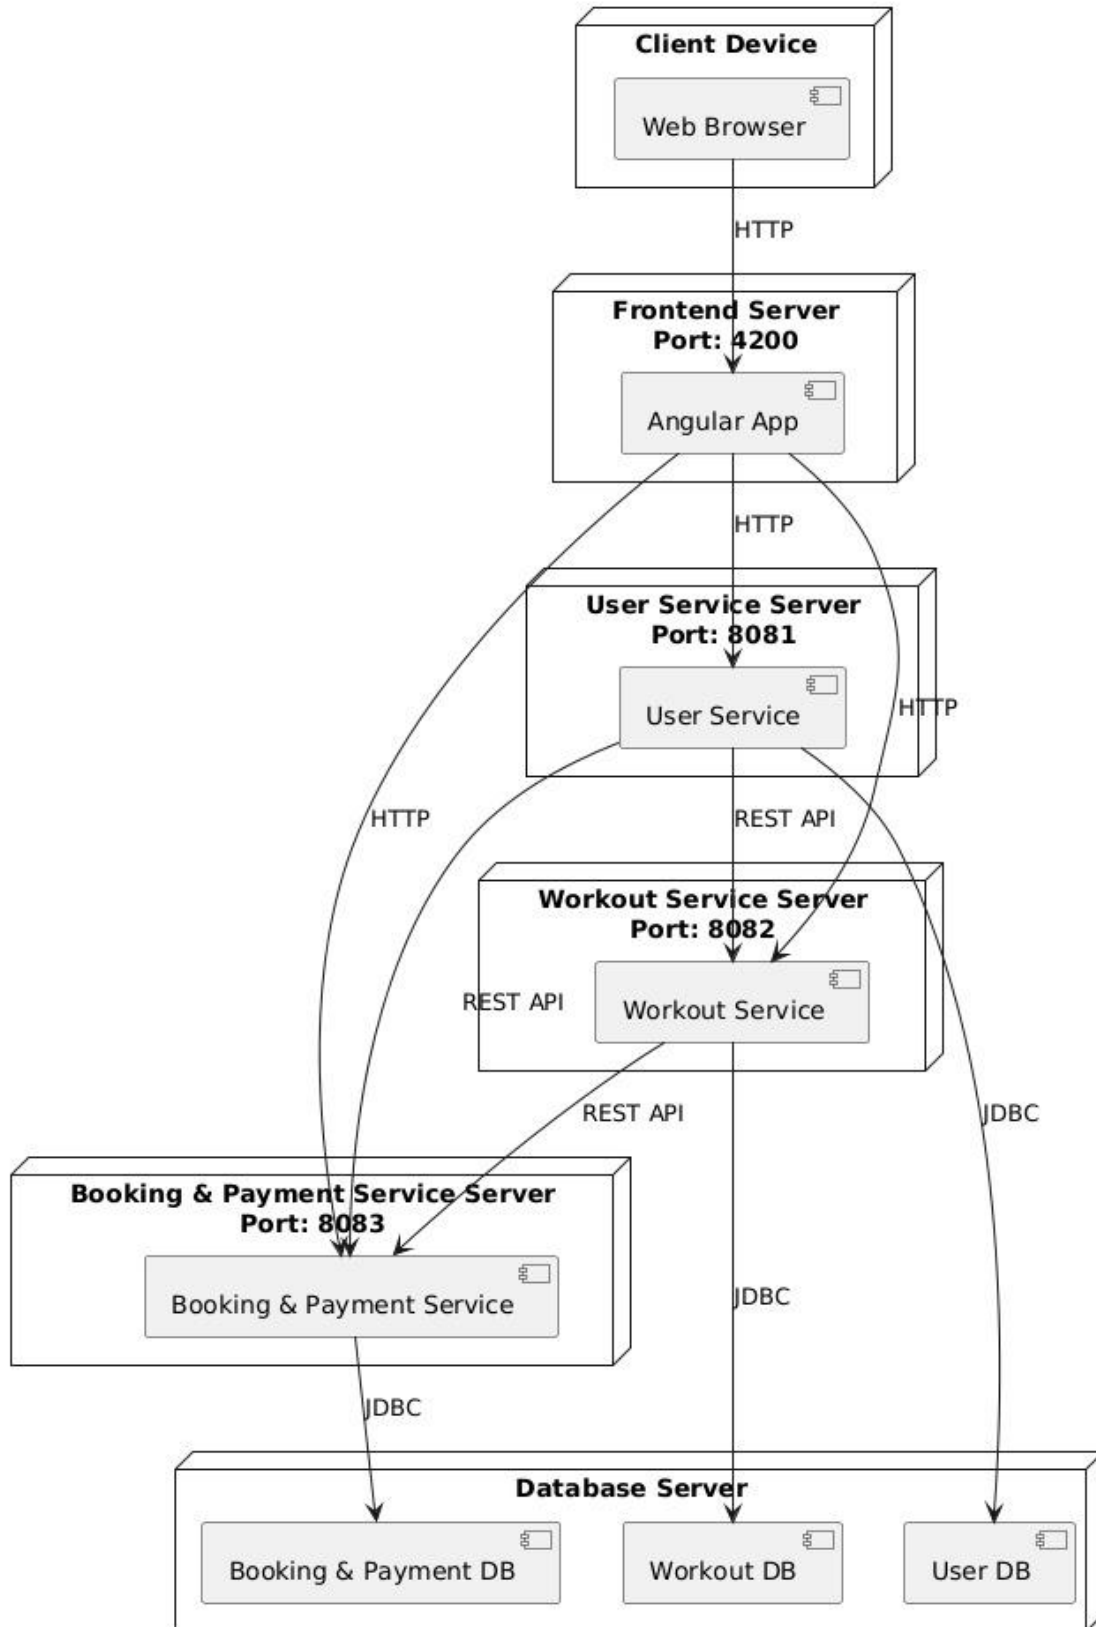 Client Device
Web Browser
HTTP
Frontend Server
Port: 4200
Angular App
HTTP
User Service Server
Port: 8081
User Service
HTTP
HTTP
REST API
Workout Service Server
Port: 8082
REST API
Workout Service
REST API
JDBC
Booking & Payment Service Server
Port: 8083
JDBC
Booking & Payment Service
JDBC
Database Server
Booking & Payment DB
Workout DB
User DB